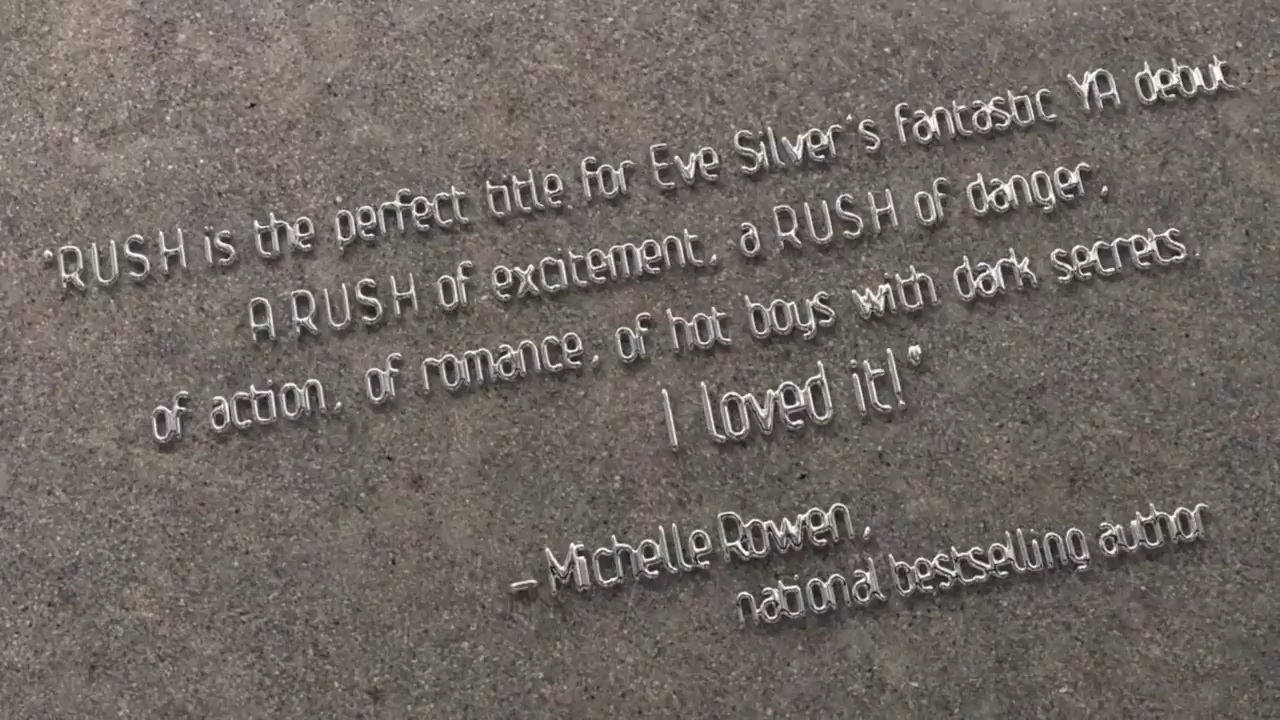 "RUSH is the perfect title for Eve Silver's fantastic YA debut
A RUSH of excitement, a RUSH of danger,
of action, of romance, of hot boys with dark secrets.
I loved it!"
– Michelle Rowen,
national bestselling author